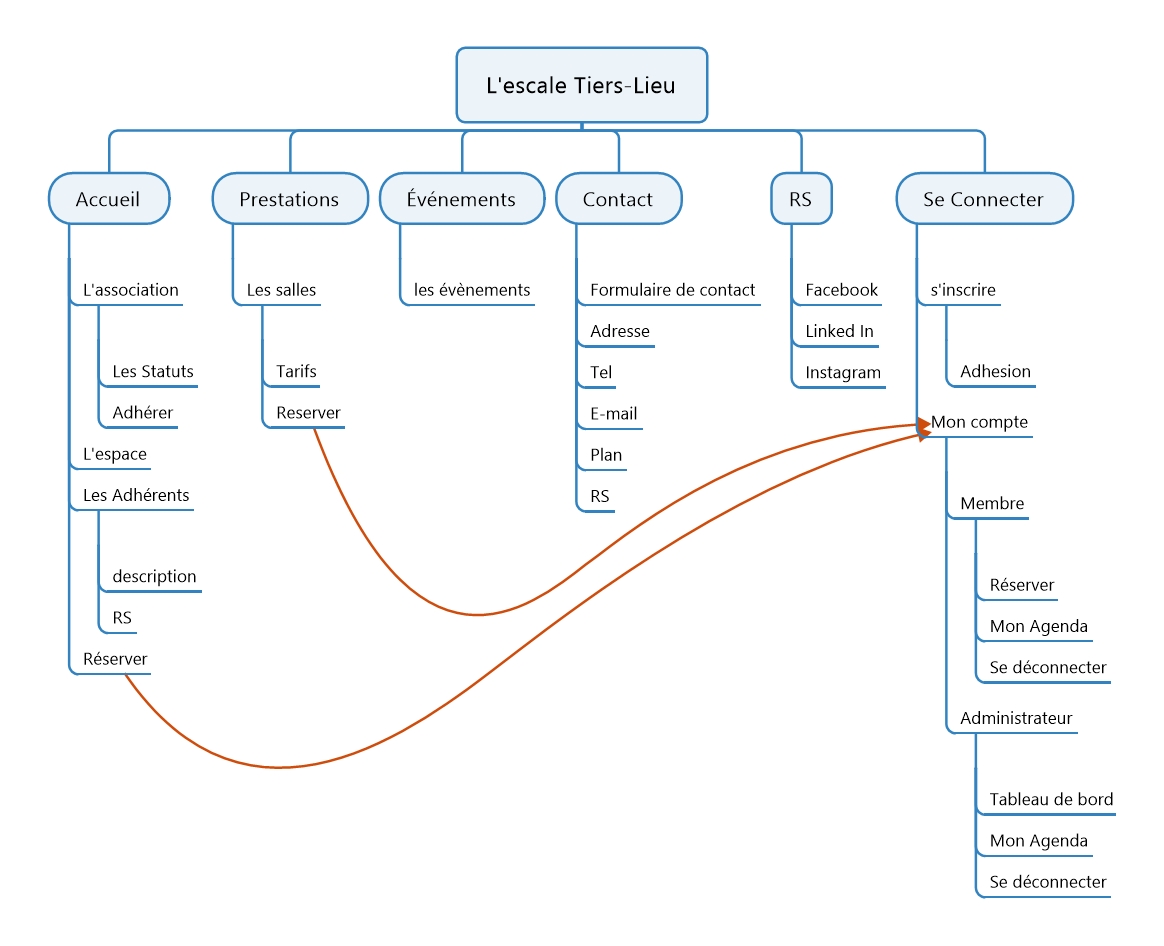 L'escale Tiers-Lieu
Accueil
Prestations
Événements
Contact
RS
Se Connecter
L'association
Les Statuts
Adhérer
L'espace
Les Adhérents
description
RS
Réserver
Les salles
Tarifs
Reserver
les évènements
Formulaire de contact
Adresse
Tel
E-mail
Plan
RS
Facebook
Linked In
Instagram
s'inscrire
Adhesion
Mon compte
Membre
Réserver
Mon Agenda
Se déconnecter
Administrateur
Tableau de bord
Mon Agenda
Se déconnecter